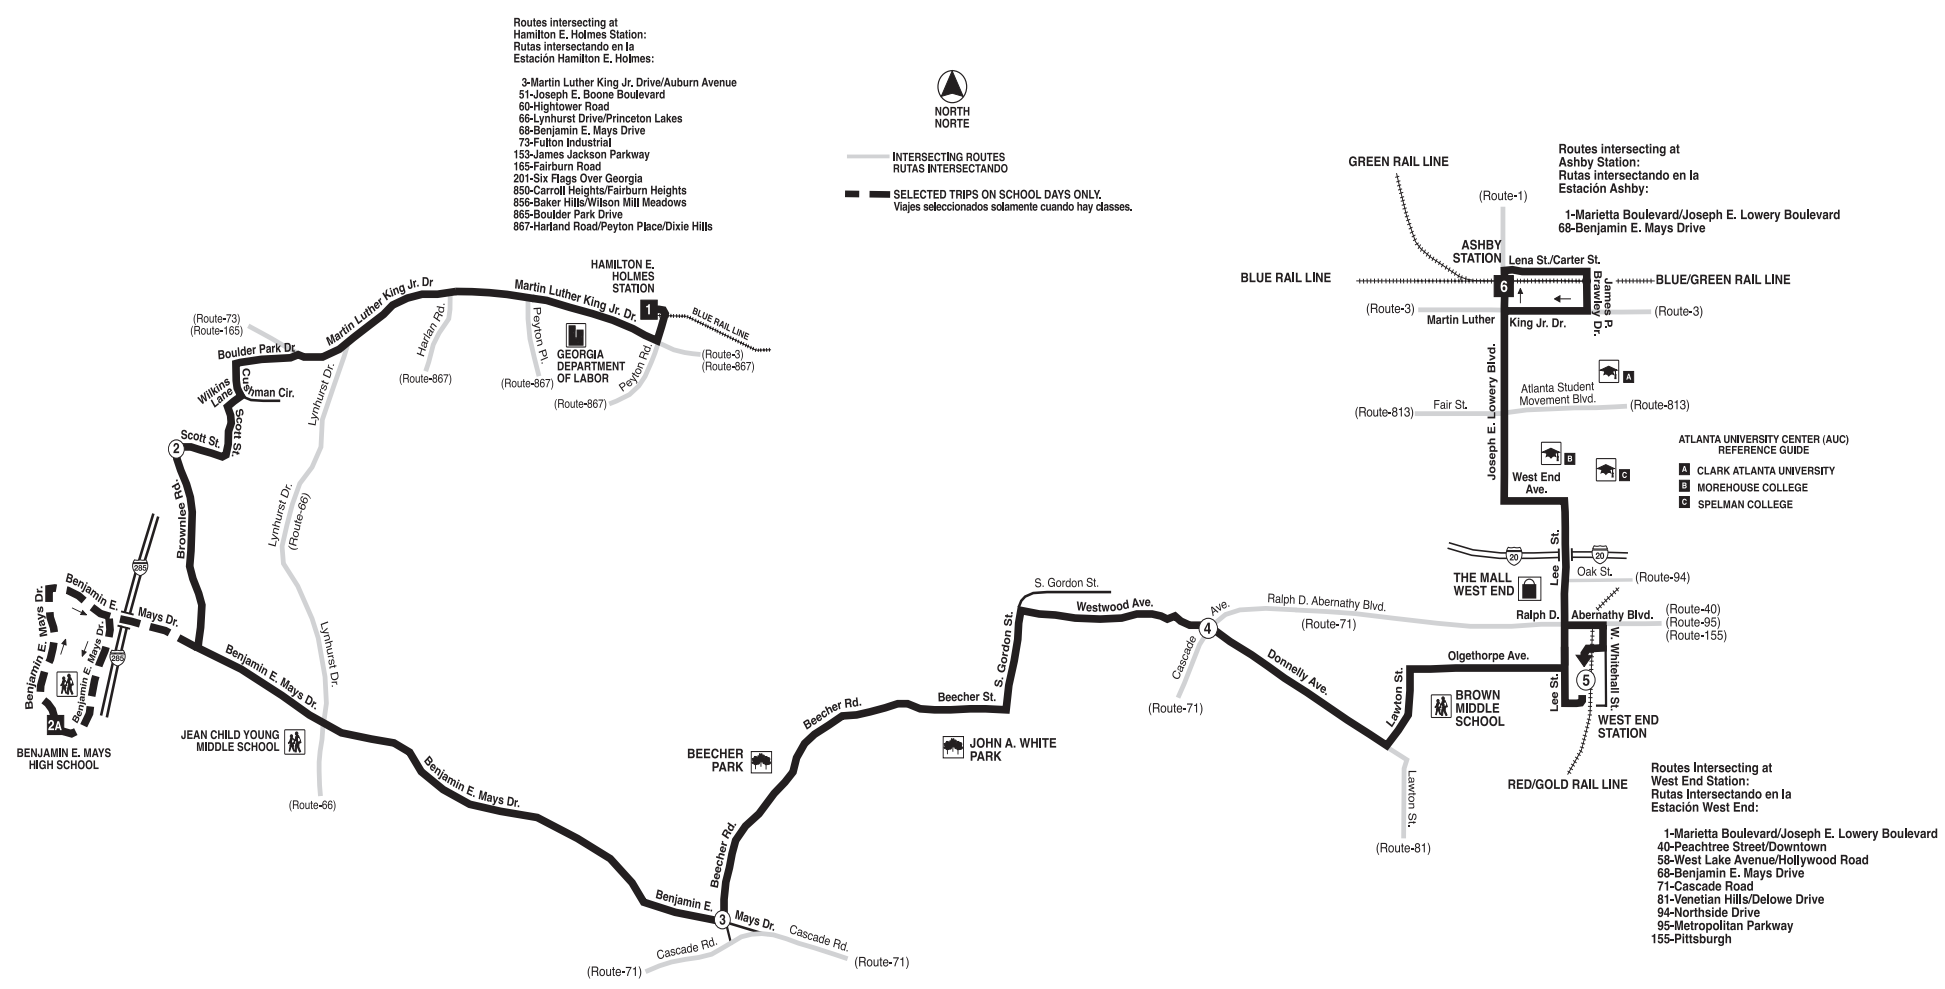 Routes intersecting at
Hamilton E. Holmes Station:
Rutas intersectando en la
Estación Hamilton E. Holmes:
3-Martin Luther King Jr. Drive/Auburn Avenue
51-Joseph E. Boone Boulevard
60-Hightower Road
66-Lynhurst Drive/Princeton Lakes
68-Benjamin E. Mays Drive
73-Fulton Industrial
153-James Jackson Parkway
165-Fairburn Road
201-Six Flags Over Georgia
850-Carroll Heights/Fairburn Heights
856-Baker Hills/Wilson Mill Meadows
865-Boulder Park Drive
867-Harland Road/Peyton Place/Dixie Hills
NORTH
NORTE
INTERSECTING ROUTES
RUTAS INTERSECTANDO
SELECTED TRIPS ON SCHOOL DAYS ONLY.
Viajes seleccionados solamente cuando hay classes.
Routes intersecting at
Ashby Station:
Rutas intersectando en la
Estación Ashby:
1-Marietta Boulevard/Joseph E. Lowery Boulevard
68-Benjamin E. Mays Drive
GREEN RAIL LINE
(Route-1)
ASHBY
STATION
Lena St./Carter St.
BLUE RAIL LINE
6
BLUE/GREEN RAIL LINE
James P.
Brawley Dr.
(Route-3)
Martin Luther
King Jr. Dr.
(Route-3)
Joseph E. Lowery Blvd.
A
Atlanta Student
Movement Blvd.
(Route-813)
Fair St.
(Route-813)
B
C
West End
Ave.
ATLANTA UNIVERSITY CENTER (AUC)
REFERENCE GUIDE
A CLARK ATLANTA UNIVERSITY
B MOREHOUSE COLLEGE
C SPELMAN COLLEGE
HAMILTON E.
HOLMES
STATION
1
BLUE RAIL LINE
Martin Luther King Jr. Dr
Martin Luther King Jr. Dr.
(Route-73)
(Route-165)
Boulder Park Dr.
Harlan Rd.
(Route-867)
Peyton Pl.
(Route-867)
GEORGIA
DEPARTMENT
OF LABOR
Peyton Rd.
(Route-867)
(Route-3)
(Route-867)
Wilkins
Lane
Cushman Cir.
Scott St.
Scott St.
2
Lynhurst Dr.
Lynhurst Dr.
(Route-66)
Lynhurst Dr.
(Route-66)
Brownlee Rd.
285
285
Benjamin E.
Mays Dr.
Benjamin E. Mays Dr.
Benjamin E. Mays Dr.
Benjamin E. Mays Dr.
Benjamin E. Mays Dr.
2A
BENJAMIN E. MAYS
HIGH SCHOOL
Benjamin E. Mays Dr.
JEAN CHILD YOUNG
MIDDLE SCHOOL
Benjamin E. Mays Dr.
Benjamin E.
3
Mays Dr.
Cascade Rd.
Cascade Rd.
(Route-71)
(Route-71)
Beecher Rd.
BEECHER
PARK
Beecher Rd.
Beecher St.
JOHN A. WHITE
PARK
S. Gordon St.
S. Gordon St.
Westwood Ave.
4
Cascade
Ave.
(Route-71)
Ralph D. Abernathy Blvd.
(Route-71)
Donnelly Ave.
Lawton St.
Lawton St.
(Route-81)
Olgethorpe Ave.
BROWN
MIDDLE
SCHOOL
Lee St.
20
20
THE MALL
WEST END
Oak St.
(Route-94)
Ralph D.
Abernathy Blvd.
(Route-40)
(Route-95)
(Route-155)
W. Whitehall St.
Lee St.
5
WEST END
STATION
RED/GOLD RAIL LINE
Routes Intersecting at
West End Station:
Rutas Intersectando en la
Estación West End:
1-Marietta Boulevard/Joseph E. Lowery Boulevard
40-Peachtree Street/Downtown
58-West Lake Avenue/Hollywood Road
68-Benjamin E. Mays Drive
71-Cascade Road
81-Venetian Hills/Delowe Drive
94-Northside Drive
95-Metropolitan Parkway
155-Pittsburgh